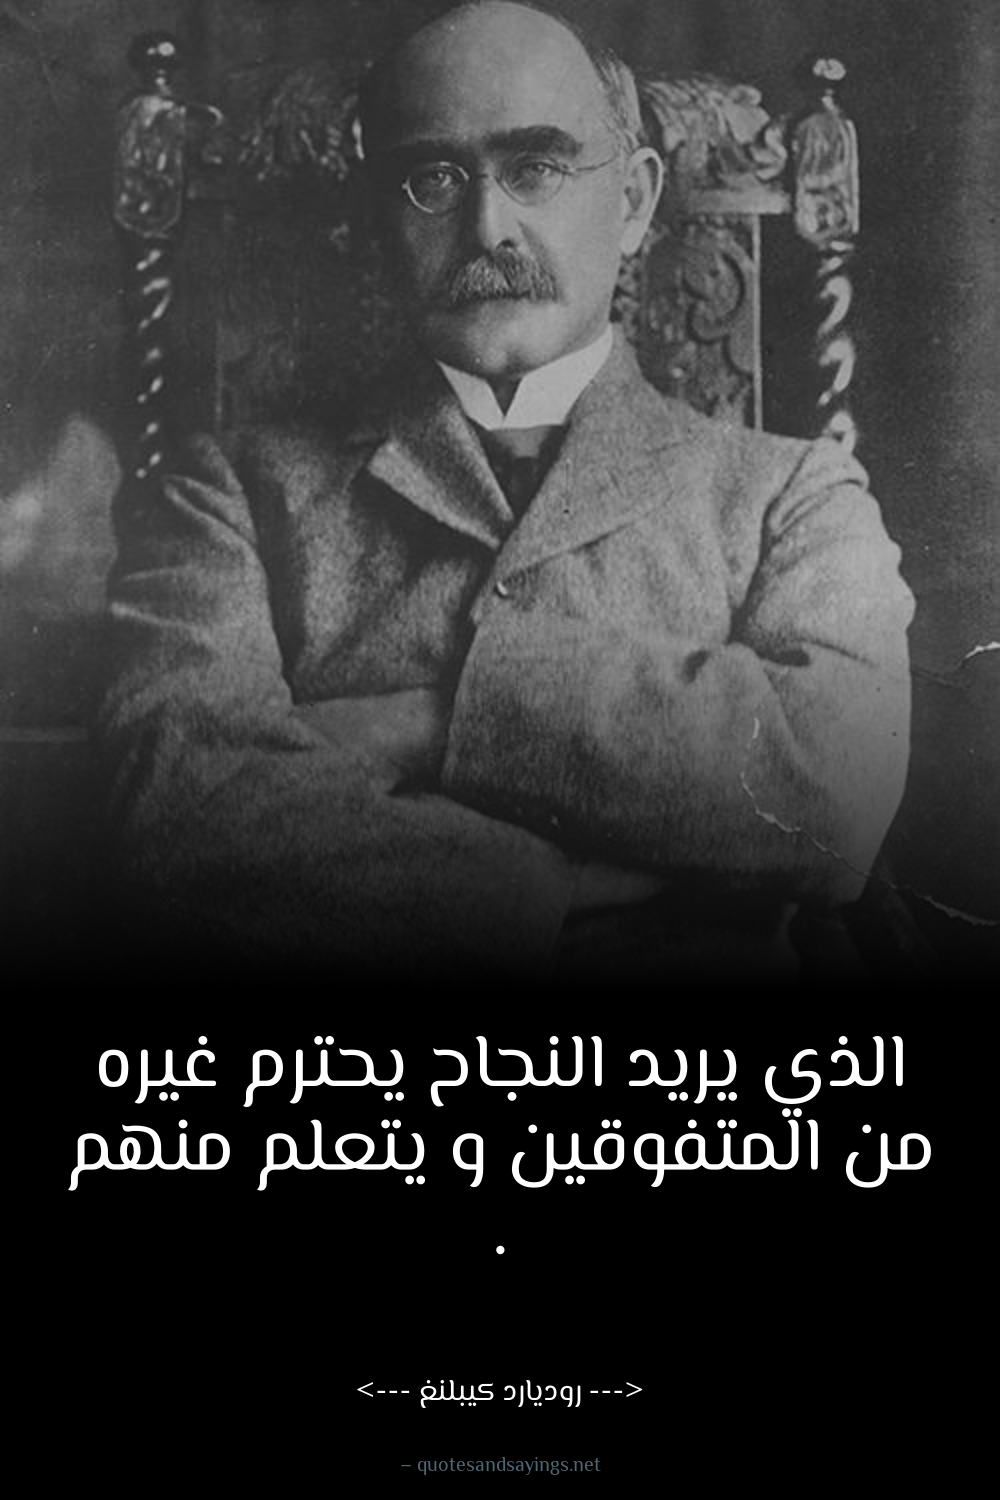 الذي يريد النجاح يحترم غيره
من المتفوقين و يتعلم منهم
.
<--- روديارد كيبلنغ --->
– quotesandsayings.net